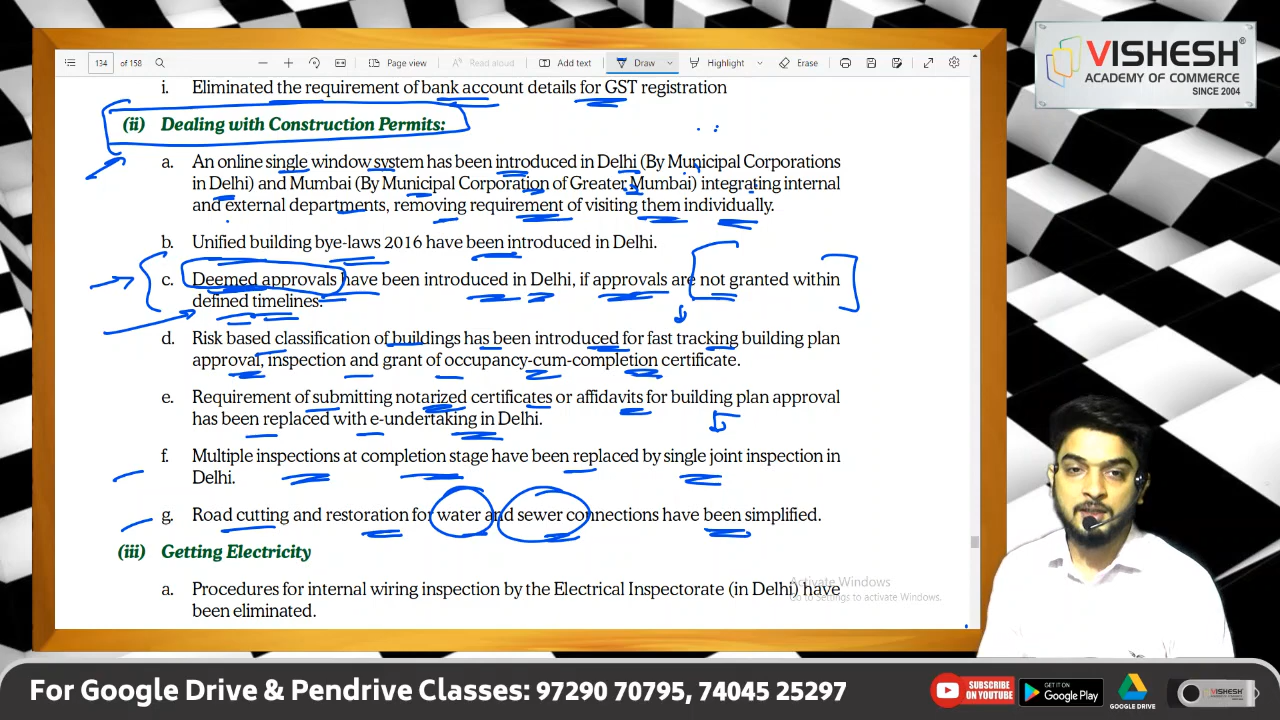 134 of 158
Page view
Read aloud
Add text
Draw
Highlight
Erase
VISHESH®
ACADEMY OF COMMERCE
SINCE 2004
i. Eliminated the requirement of bank account details for GST registration
(ii) Dealing with Construction Permits:
a. An online single window system has been introduced in Delhi (By Municipal Corporations
in Delhi) and Mumbai (By Municipal Corporation of Greater Mumbai) integrating internal
and external departments, removing requirement of visiting them individually.
b. Unified building bye-laws 2016 have been introduced in Delhi.
c. Deemed approvals have been introduced in Delhi, if approvals are not granted within
defined timelines.
d. Risk based classification of buildings has been introduced for fast tracking building plan
approval, inspection and grant of occupancy-cum-completion certificate.
e. Requirement of submitting notarized certificates or affidavits for building plan approval
has been replaced with e-undertaking in Delhi.
f. Multiple inspections at completion stage have been replaced by single joint inspection in
Delhi.
g. Road cutting and restoration for water and sewer connections have been simplified.
(iii) Getting Electricity
a. Procedures for internal wiring inspection by the Electrical Inspectorate (in Delhi) have
been eliminated.
Activate Windows
Go to Settings to activate Windows.
For Google Drive & Pendrive Classes: 97290 70795, 74045 25297
SUBSCRIBE
ON YOUTUBE
GET IT ON
Google Play
GOOGLE DRIVE
VISHESH